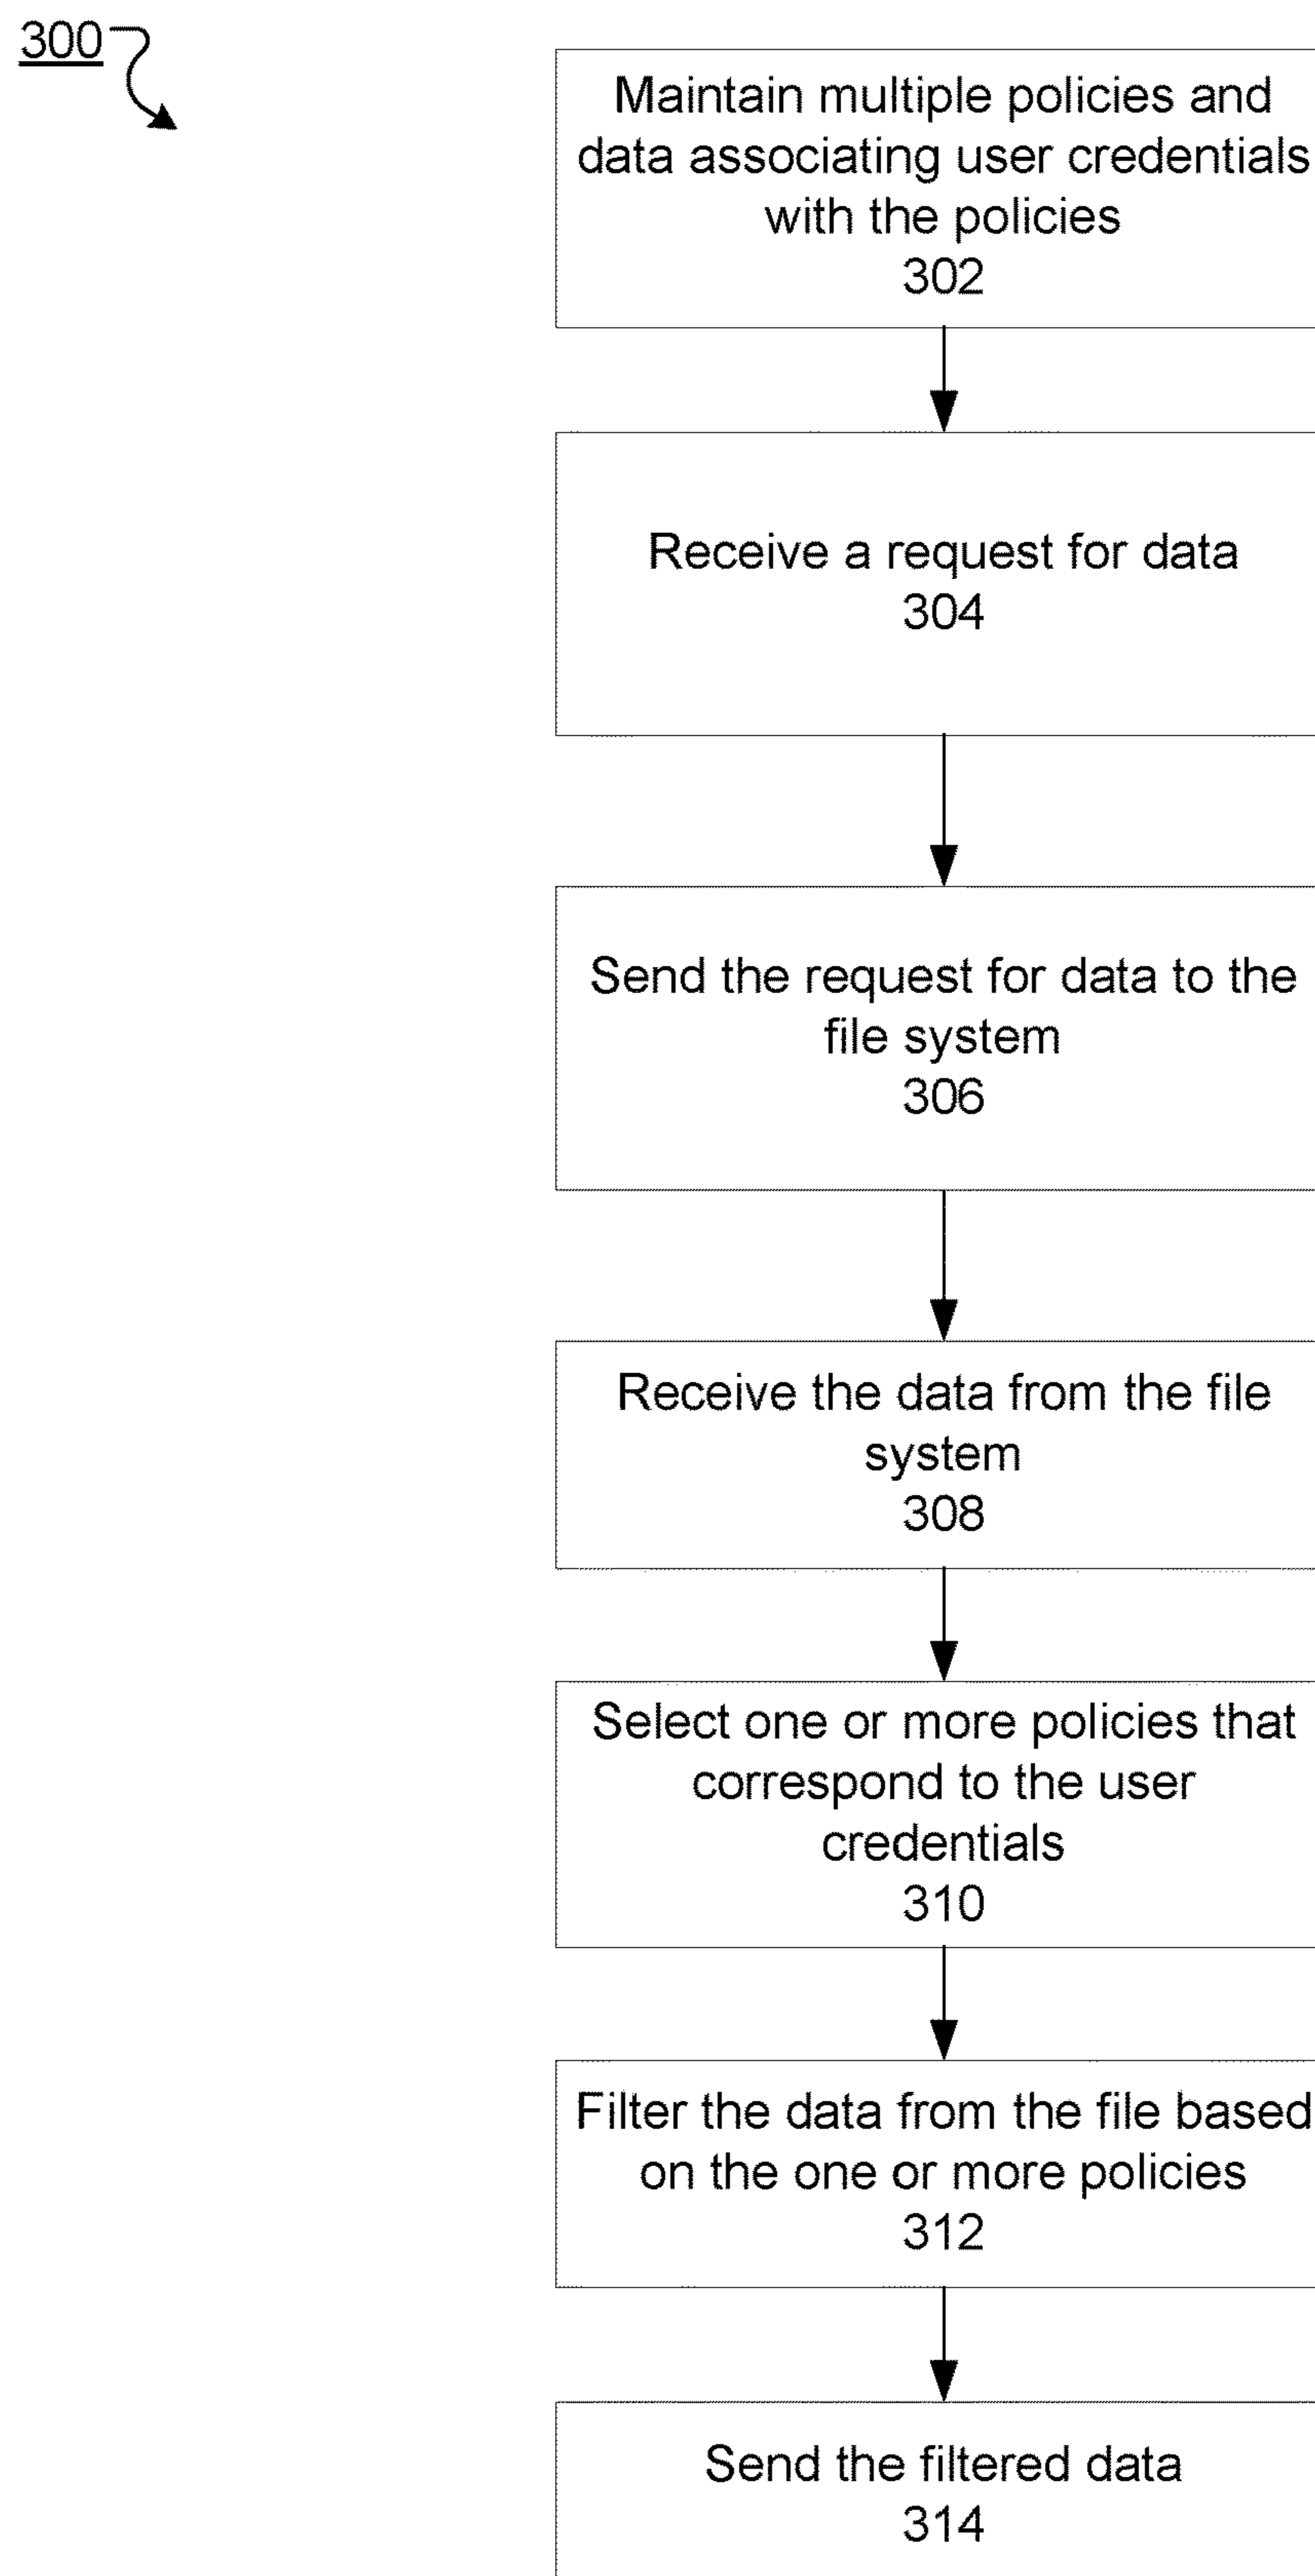 300
Maintain multiple policies and
data associating user credentials
with the policies
302
Receive a request for data
304
Send the request for data to the
file system
306
Receive the data from the file
system
308
Select one or more policies that
correspond to the user
credentials
310
Filter the data from the file based
on the one or more policies
312
Send the filtered data
314